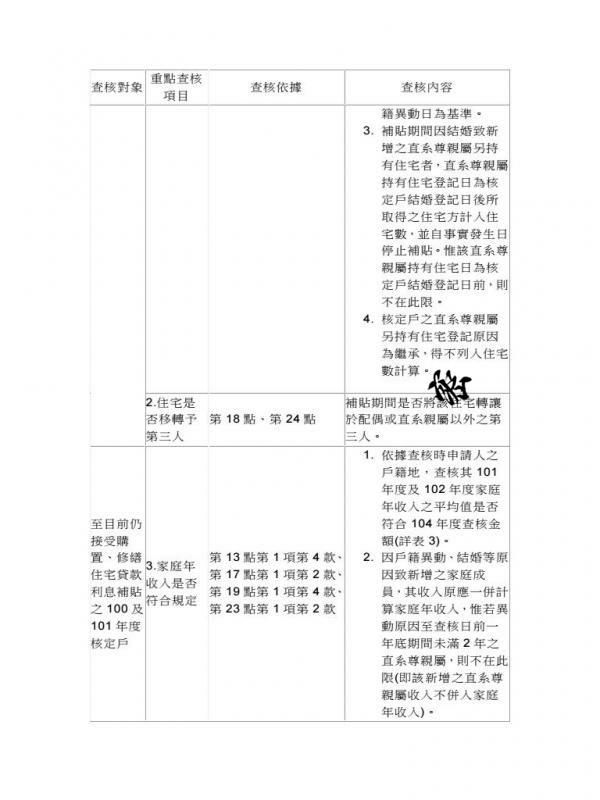 查核對象
重點查核
項目
查核依據
查核內容
籍異動日為基準。
3. 補貼期間因結婚致新
增之直系尊親屬另持
有住宅者，直系尊親屬
持有住宅登記日為核
定戶結婚登記日後所
取得之住宅方計入住
宅數，並自事實發生日
停止補貼。惟該直系尊
親屬持有住宅日為核
定戶結婚登記日前，則
不在此限。
4. 核定戶之直系尊親屬
另持有住宅登記原因
為繼承，得不列入住宅
數計算。
2.住宅是
否移轉予
第三人
第 18 點、第 24 點
補貼期間是否將該住宅轉讓
於配偶或直系親屬以外之第
三人。
至目前仍
接受購
置、修繕
住宅貸款
利息補貼
之 100 及
101 年度
核定戶
3.家庭年
收入是否
符合規定
第 13 點第 1 項第 4 款、
第 17 點第 1 項第 2 款、
第 19 點第 1 項第 4 款、
第 23 點第 1 項第 2 款
1. 依據查核時申請人之
戶籍地，查核其 101
年度及 102 年度家庭
年收入之平均值是否
符合 104 年度查核金
額(詳表 3)。
2. 因戶籍異動、結婚等原
因致新增之家庭成
員，其收入原應一併計
算家庭年收入，惟若異
動原因至查核日前一
年底期間未滿 2 年之
直系尊親屬，則不在此
限(即該新增之直系尊
親屬收入不併入家庭
年收入)。